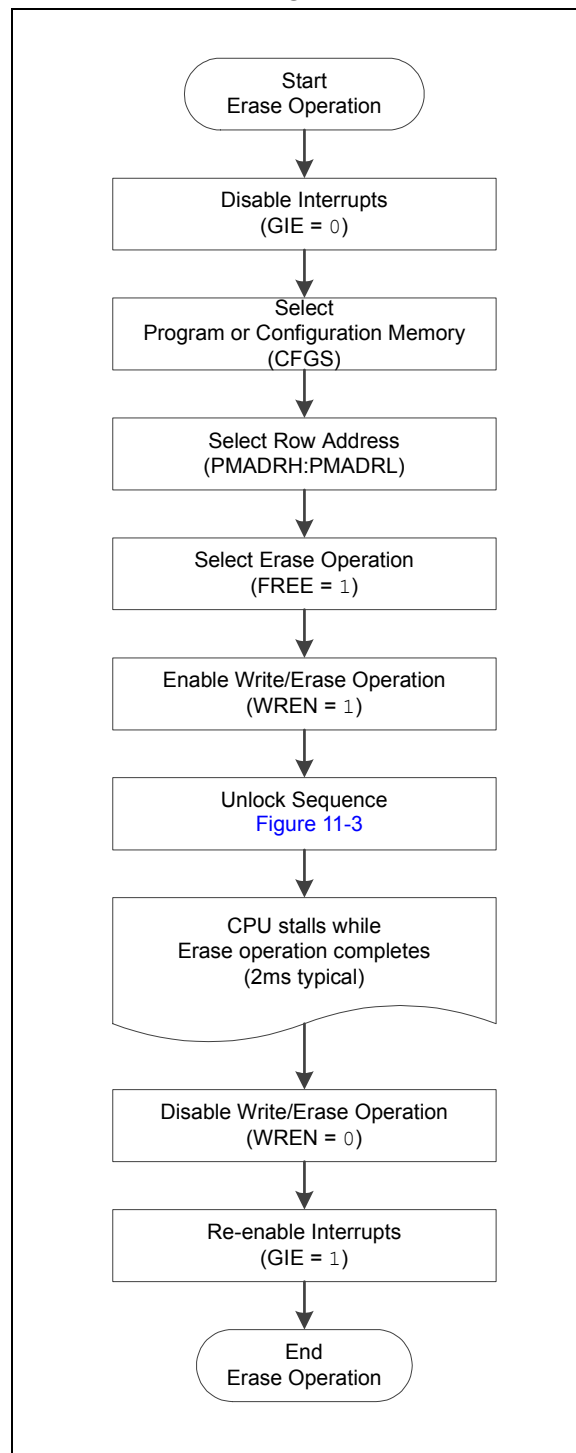 Start
Erase Operation
Disable Interrupts
(GIE = 0)
Select
Program or Configuration Memory
(CFGS)
Select Row Address
(PMADRH:PMADRL)
Select Erase Operation
(FREE = 1)
Enable Write/Erase Operation
(WREN = 1)
Unlock Sequence
Figure 11-3
CPU stalls while
Erase operation completes
(2ms typical)
Disable Write/Erase Operation
(WREN = 0)
Re-enable Interrupts
(GIE = 1)
End
Erase Operation